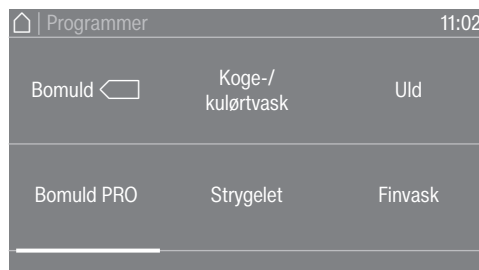 | Programmer 11:02
Bomuld
Koge-/
kulørtvask
Uld
Bomuld PRO
Strygelet
Finvask